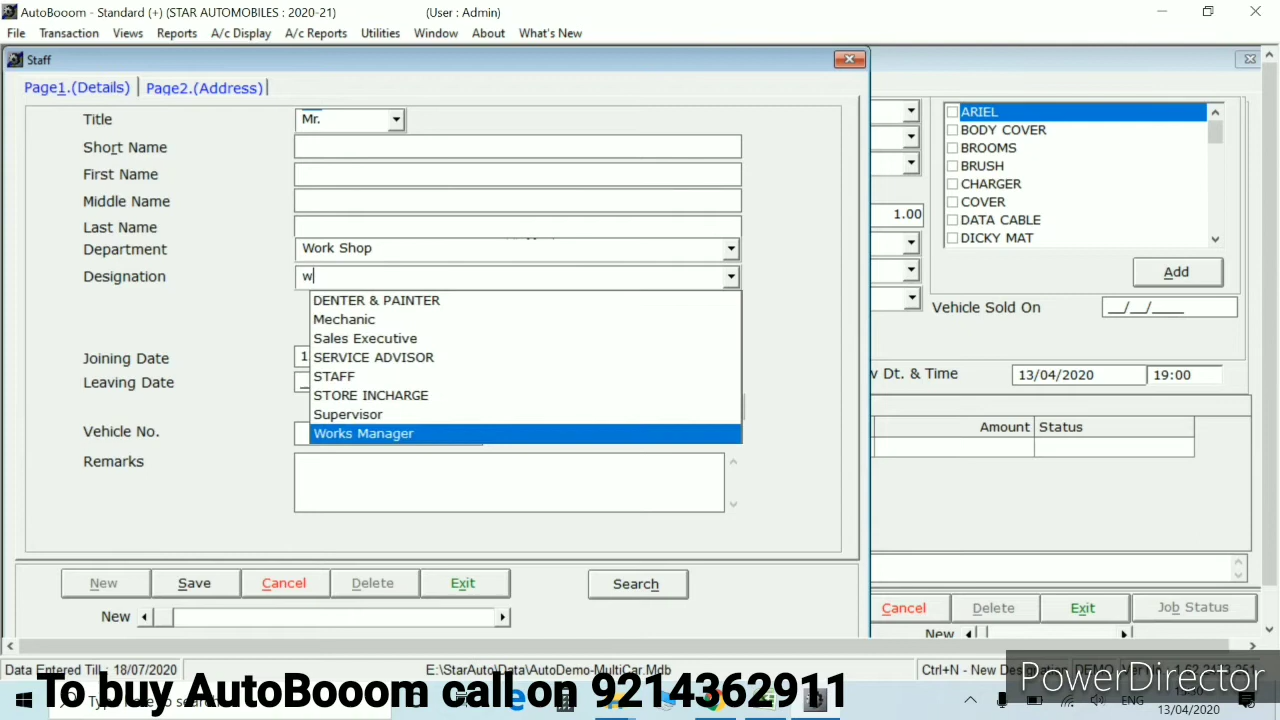 AutoBooom - Standard (+) (STAR AUTOMOBILES : 2020-21) (User : Admin)
File Transaction Views Reports A/c Display A/c Reports Utilities Window About What's New
Staff
Page1.(Details) Page2.(Address)
Title Mr.
Short Name
First Name
Middle Name
Last Name
Department Work Shop
Designation w
DENTER & PAINTER
Mechanic
Sales Executive
SERVICE ADVISOR
STAFF
STORE INCHARGE
Supervisor
Works Manager
Joining Date 1
Leaving Date
Vehicle No.
Remarks
New Save Cancel Delete Exit Search
New
1.00
ARIEL
BODY COVER
BROOMS
BRUSH
CHARGER
COVER
DATA CABLE
DICKY MAT
Add
Vehicle Sold On __/__/____
Dt. & Time 13/04/2020 19:00
Amount Status
Cancel Delete Exit Job Status
New
Data Entered Till : 18/07/2020 E:\StarAuto\Data\AutoDemo-MultiCar.Mdb Ctrl+N - New Designation DEMO
To buy AutoBooom call on 9214362911
PowerDirector
ENG
13/04/2020